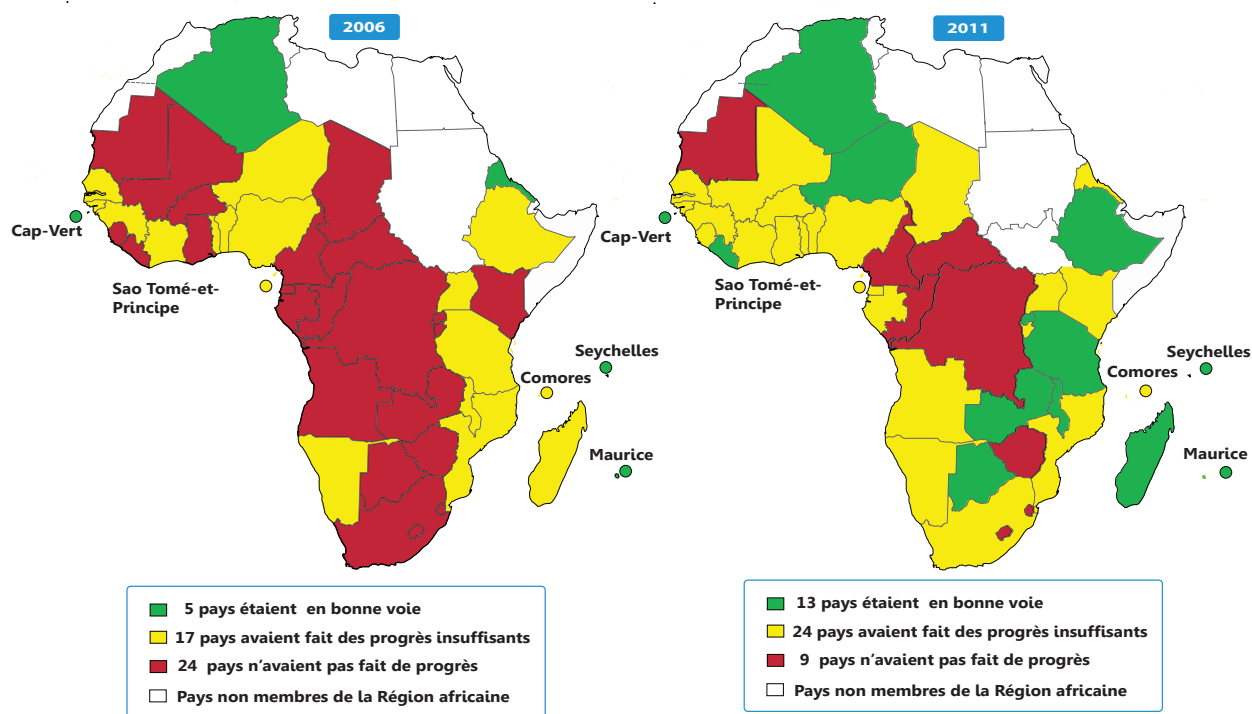 2006
Cap-Vert
Sao Tomé-et-
Principe
Seychelles
Comores
Maurice
5 pays étaient en bonne voie
17 pays avaient fait des progrès insuffisants
24 pays n’avaient pas fait de progrès
Pays non membres de la Région africaine
2011
Cap-Vert
Sao Tomé-et-
Principe
Seychelles
Comores
Maurice
13 pays étaient en bonne voie
24 pays avaient fait des progrès insuffisants
9 pays n’avaient pas fait de progrès
Pays non membres de la Région africaine